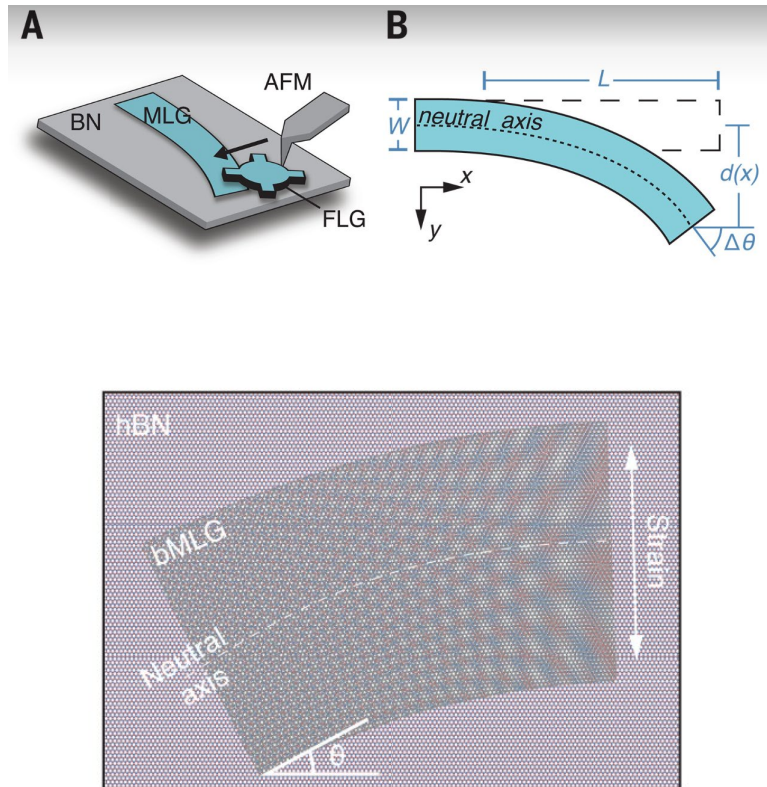 A
BN
MLG
AFM
FLG
B
W
neutral axis
L
d(x)
x
y
Δθ
hBN
bMLG
Neutral
axis
Strain
θ